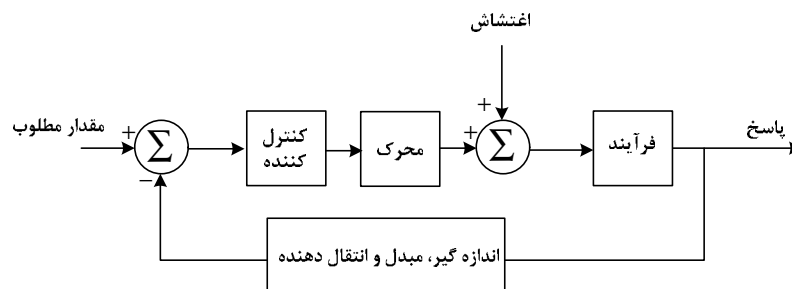 اغتشاش
مقدار مطلوب
+
Σ
−
کنترل
کننده
محرک
+
+
Σ
فرآیند
پاسخ
اندازه گیر، مبدل و انتقال دهنده